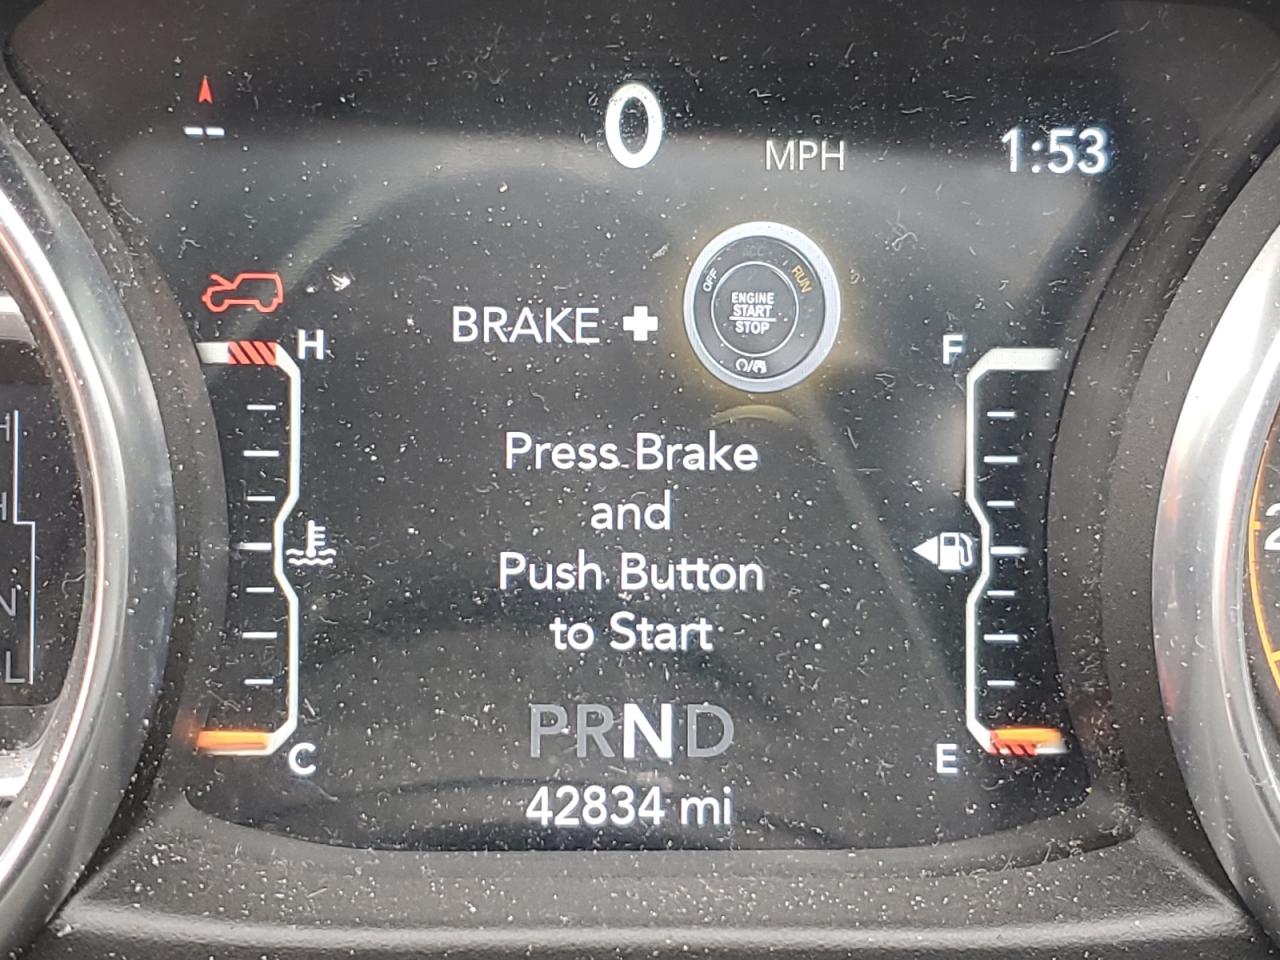 0 MPH 1:53
OFF RUN
ENGINE
START
STOP
BRAKE +
H
F
Press Brake
and
Push Button
to Start
C
E
PRND
42834 mi
H
H
N
L
2